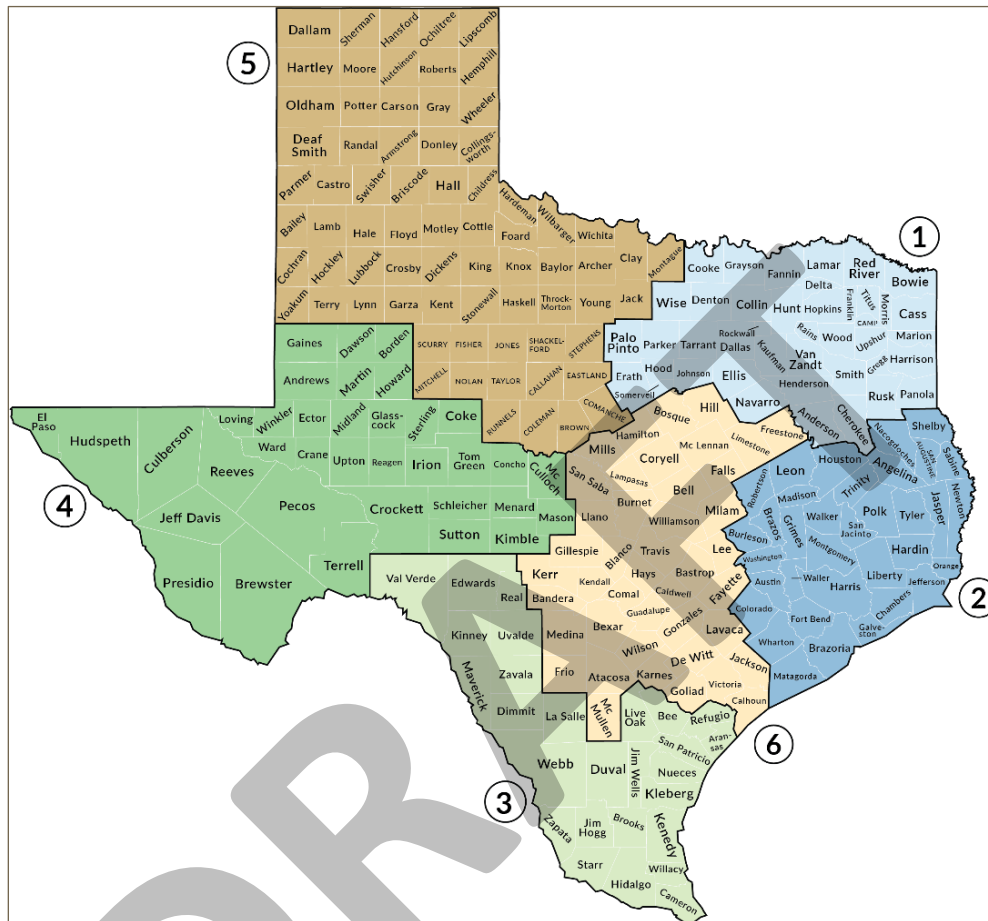 Dallam
Sherman
Hansford
Ochiltree
Lipscomb
5
Hartley
Moore
Hutchinson
Roberts
Hemphill
Oldham
Potter
Carson
Gray
Wheeler
Deaf
Smith
Randal
Armstrong
Donley
Collings-
worth
Parmer
Castro
Swisher
Briscode
Hall
Childress
Hardeman
Bailey
Lamb
Hale
Floyd
Motley
Cottle
Foard
Wilbarger
Wichita
Cochran
Hockley
Lubbock
Crosby
Dickens
King
Knox
Baylor
Archer
Clay
Montague
Yoakum
Terry
Lynn
Garza
Kent
Stonewall
Haskell
Throck-
Morton
Young
Jack
SCURRY
FISHER
JONES
SHACKEL-
FORD
STEPHENS
MITCHELL
NOLAN
TAYLOR
CALLAHAN
EASTLAND
RUNNELS
COLEMAN
BROWN
COMANCHE
1
Cooke
Grayson
Fannin
Lamar
Red
River
Bowie
Delta
Wise
Denton
Collin
Hunt
Hopkins
Franklin
Titus
Morris
Cass
CAMP
Palo
Pinto
Parker
Tarrant
Rockwall
Dallas
Kaufman
Rains
Wood
Upshur
Marion
Van
Zandt
Gregg
Harrison
Erath
Hood
Johnson
Ellis
Henderson
Smith
Somervell
Navarro
Rusk
Panola
Anderson
Cherokee
Gaines
Dawson
Borden
Andrews
Martin
Howard
El
Paso
Hudspeth
Culberson
Loving
Winkler
Ector
Midland
Glass-
cock
Sterling
Coke
Reeves
Ward
Crane
Upton
Reagen
Irion
Tom
Green
Concho
Mc
Culloch
4
Jeff Davis
Pecos
Crockett
Schleicher
Menard
Mason
Sutton
Kimble
Presidio
Brewster
Terrell
Bosque
Hill
Freestone
Hamilton
Mills
Mc Lennan
Limestone
Coryell
San Saba
Lampasas
Falls
Bell
Burnet
Milam
Llano
Williamson
Gillespie
Blanco
Travis
Lee
Kerr
Kendall
Hays
Bastrop
Fayette
Bandera
Comal
Caldwell
Guadalupe
Gonzales
Medina
Bexar
Lavaca
Wilson
De Witt
Jackson
Frio
Atacosa
Karnes
Goliad
Victoria
Calhoun
Mc
Mullen
6
Shelby
Nacogdoches
SAN
AUGUSTINE
Sabine
Leon
Houston
Angelina
Newton
Robertson
Madison
Trinity
Jasper
Brazos
Grimes
Walker
Polk
Tyler
San
Jacinto
Burleson
Montgomery
Hardin
Washington
Orange
Austin
Waller
Harris
Liberty
Jefferson
Colorado
Chambers
2
Fort Bend
Galve-
ston
Wharton
Brazoria
Matagorda
Val Verde
Edwards
Real
Kinney
Uvalde
Maverick
Zavala
Dimmit
La Salle
Live
Oak
Bee
Refugio
Aran-
sas
San Patricio
Webb
Duval
Jim Wells
Nueces
Kleberg
3
Zapata
Jim
Hogg
Brooks
Kenedy
Starr
Willacy
Hidalgo
Cameron